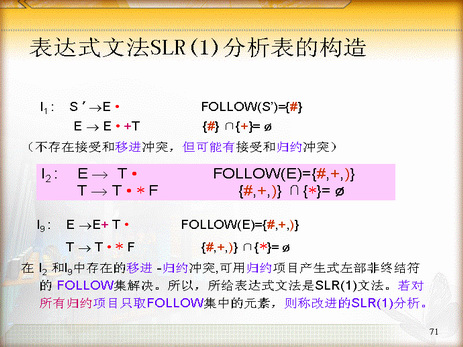 表达式文法SLR(1)分析表的构造
I1: S ′ →E • FOLLOW(S')={#}
E → E • +T {#} ∩{+}= ø
(不存在接受和移进冲突，但可能有接受和归约冲突)
I2: E → T • FOLLOW(E)={#,+,)}
T → T • * F {#,+,)} ∩{*}= ø
I9: E →E+ T • FOLLOW(E)={#,+,)}
T → T • * F {#,+,)} ∩{*}= ø
在 I2 和I9中存在的移进 -归约冲突,可用归约项目产生式左部非终结符
的 FOLLOW集解决。所以，所给表达式文法是SLR(1)文法。若对
所有归约项目只取FOLLOW集中的元素，则称改进的SLR(1)分析。
71